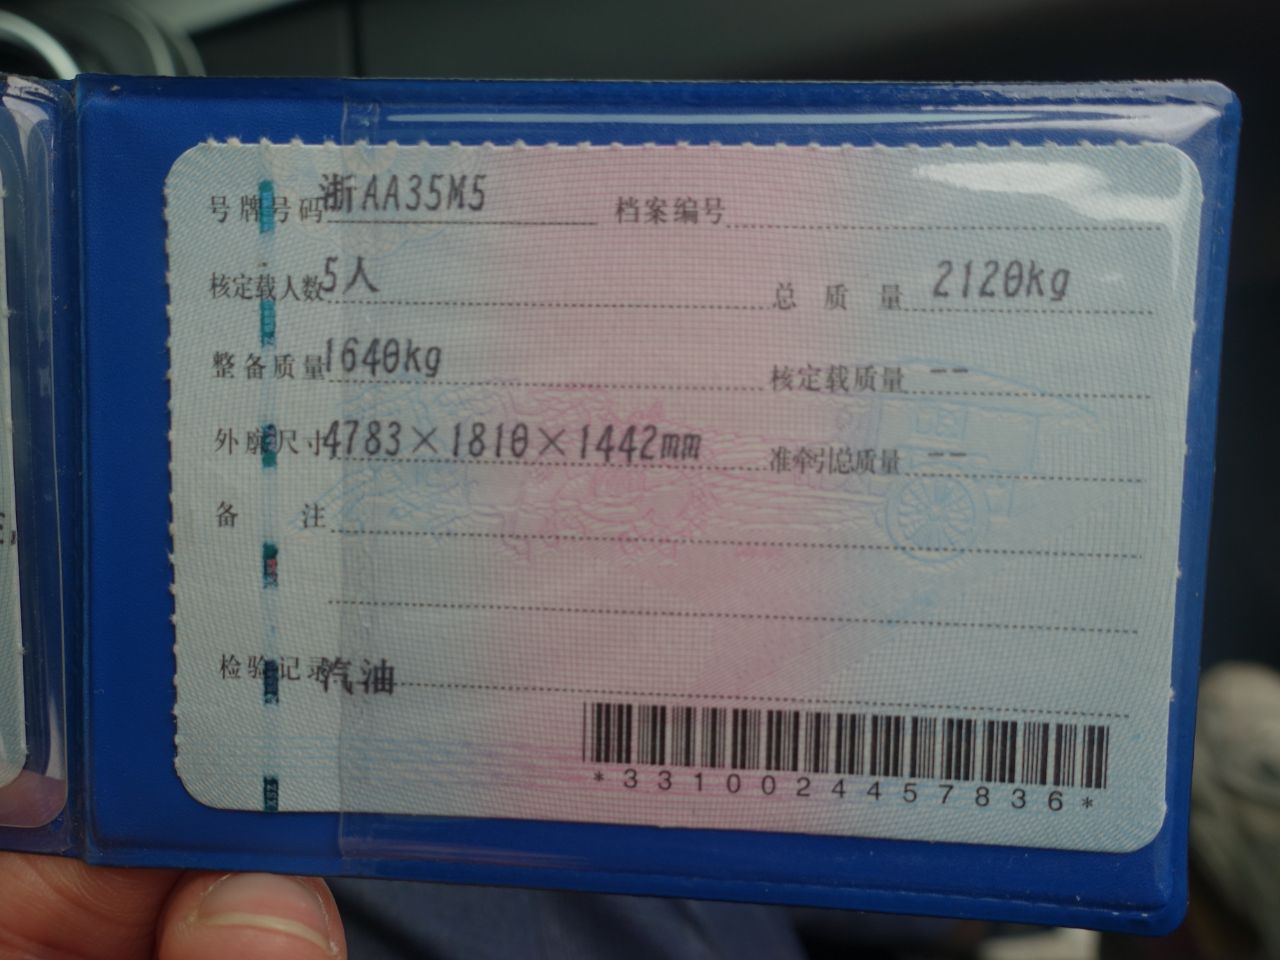 号牌号码 浙AA35M5 档案编号
核定载人数 5人 总质量 2120kg
整备质量 1640kg 核定载质量 --
外廓尺寸 4783×1810×1442mm 准牵引总质量 --
备注
检验记录 汽油
*3310024457836*